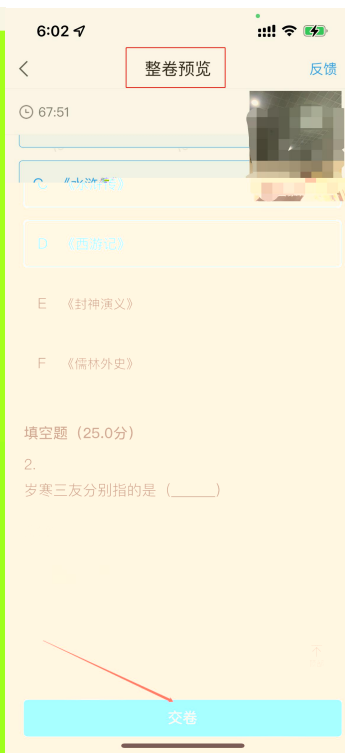 6:02
整卷预览
反馈
67:51
C 《水浒传》
D 《西游记》
E 《封神演义》
F 《儒林外史》
填空题（25.0分）
2.
岁寒三友分别指的是（_____）
交卷